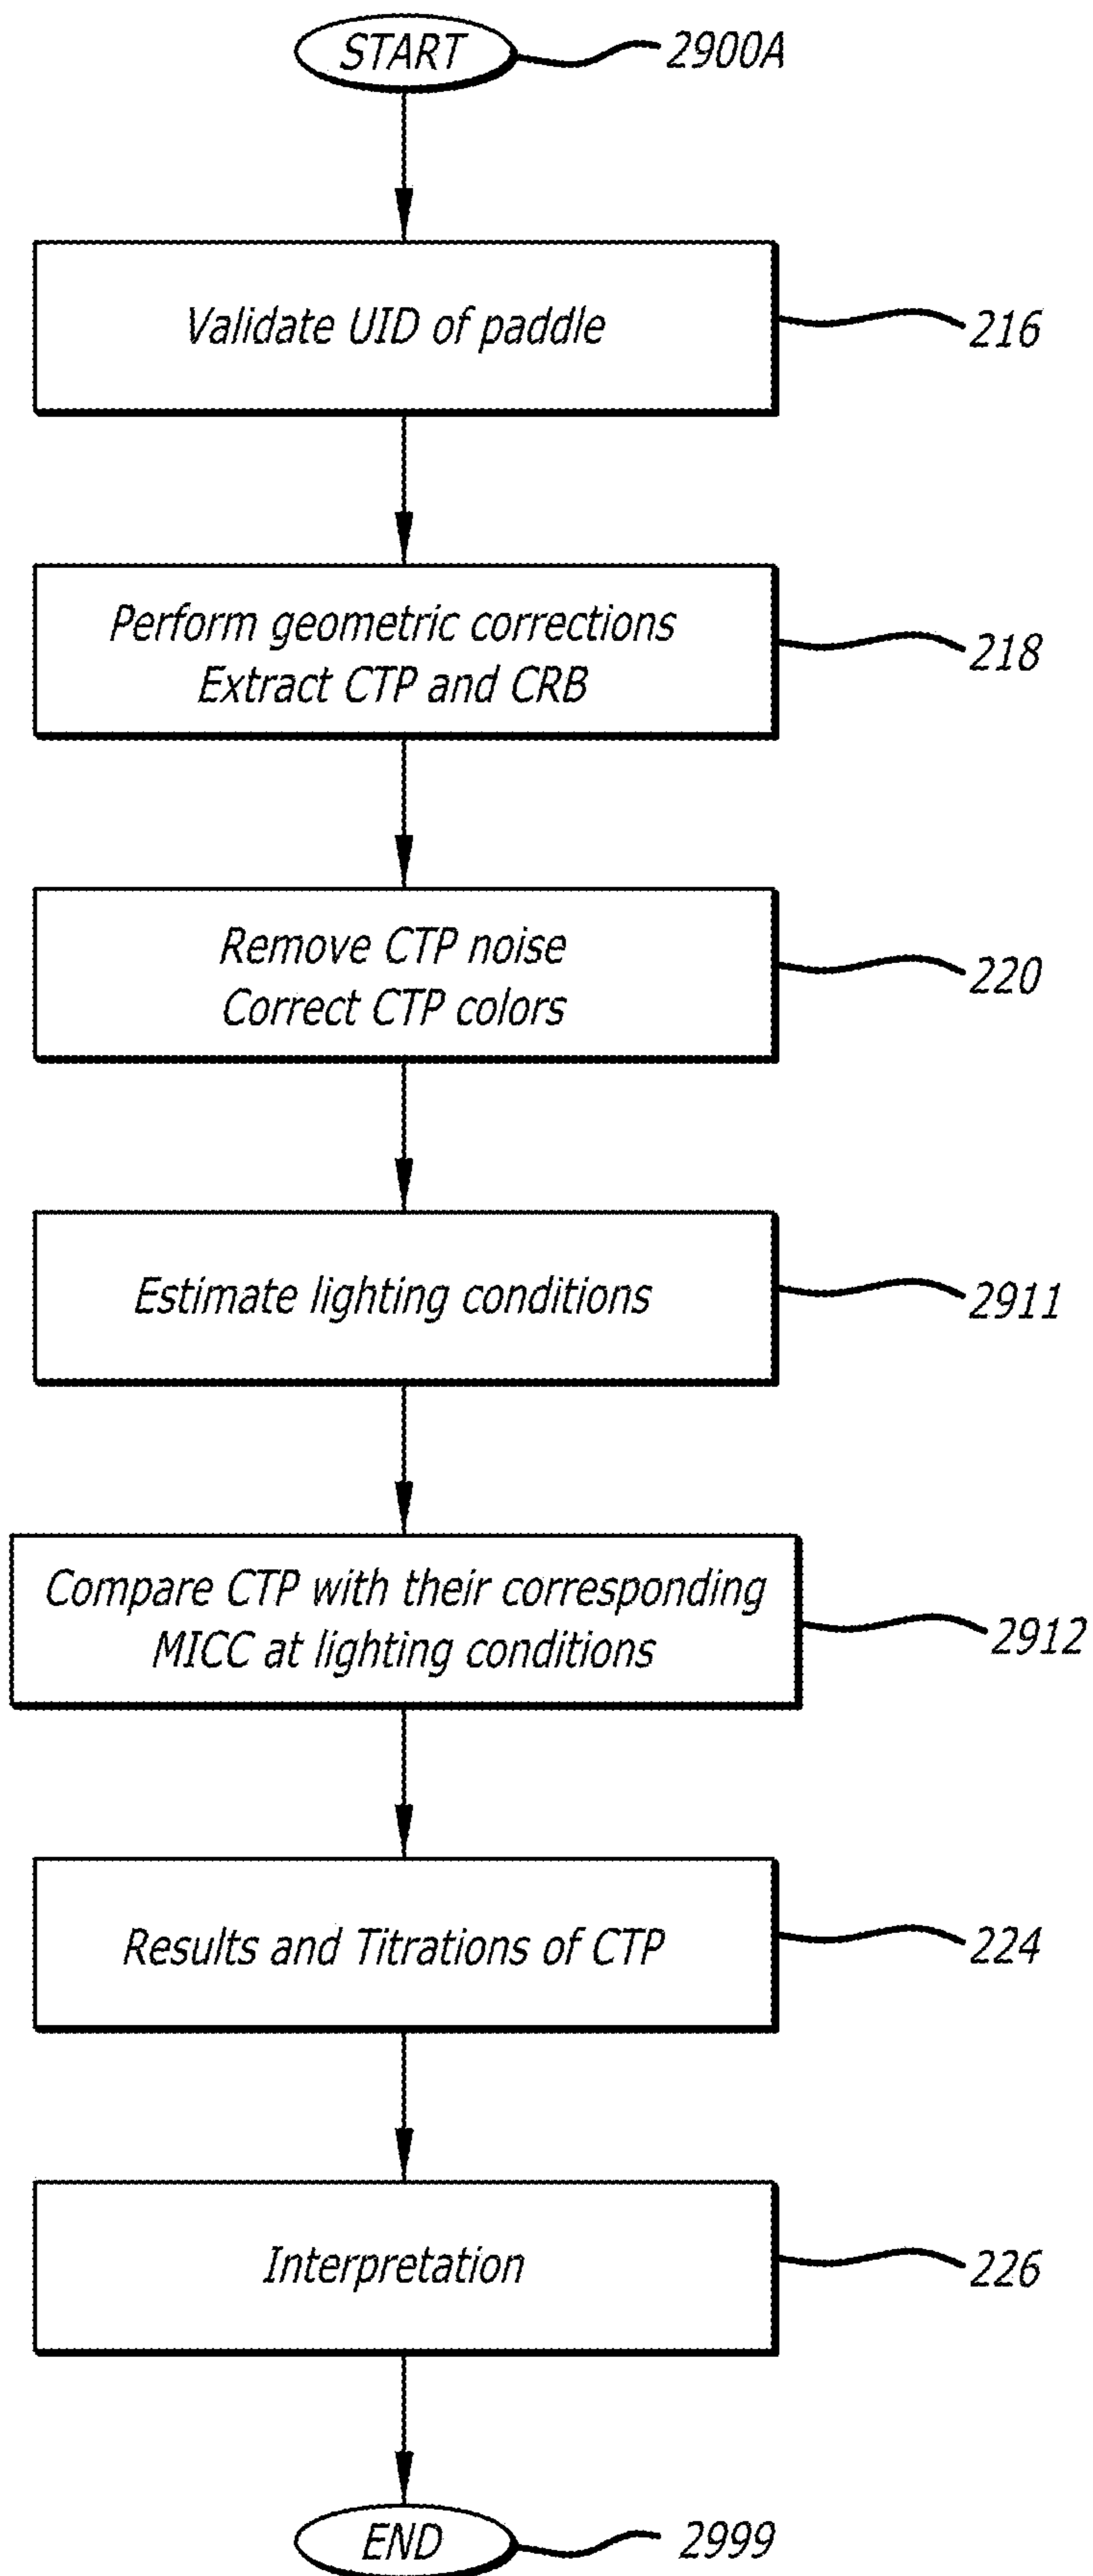 START
2900A
Validate UID of paddle
216
Perform geometric corrections
Extract CTP and CRB
218
Remove CTP noise
Correct CTP colors
220
Estimate lighting conditions
2911
Compare CTP with their corresponding
MICC at lighting conditions
2912
Results and Titrations of CTP
224
Interpretation
226
END
2999